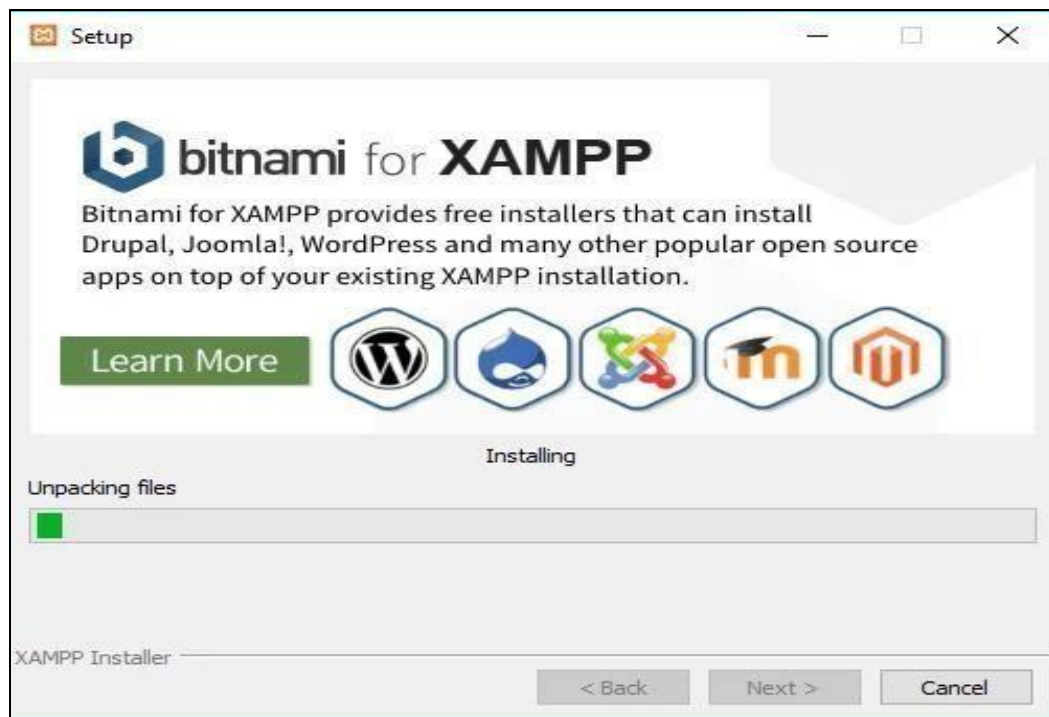 Setup
bitnami for XAMPP
Bitnami for XAMPP provides free installers that can install
Drupal, Joomla!, WordPress and many other popular open source
apps on top of your existing XAMPP installation.
Learn More
Installing
Unpacking files
XAMPP Installer
< Back
Next >
Cancel